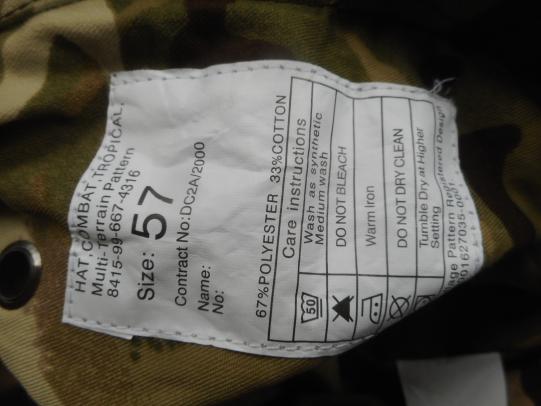 HAT, COMBAT, TROPICAL,
Multi-Terrain Pattern
8415-99-667-4316
Size: 57
Contract No:DC2A/2000
Name:
No:
67%POLYESTER 33%COTTON
Care instructions
50
Wash as synthetic
Medium wash
DO NOT BLEACH
Warm Iron
DO NOT DRY CLEAN
Tumble Dry at Higher
Setting
Registered Design
Pattern